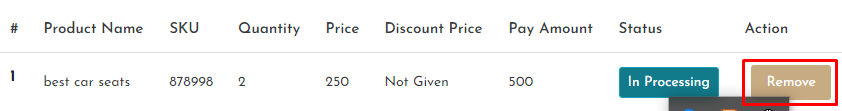 # Product Name SKU Quantity Price Discount Price Pay Amount Status Action
1 best car seats 878998 2 250 Not Given 500 In Processing Remove